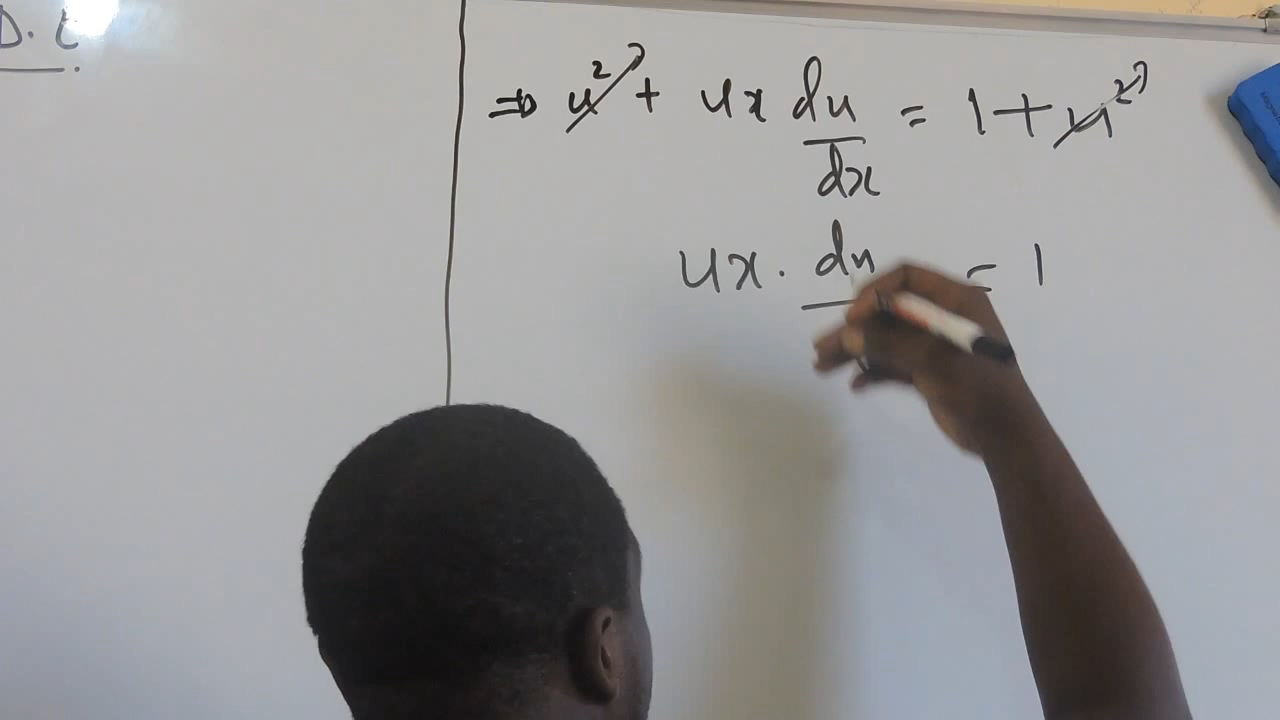 D. E
⇒ u² + ux du/dx = 1 + u²
ux . du = 1